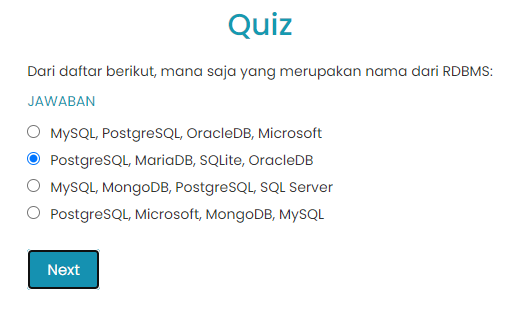 Quiz
Dari daftar berikut, mana saja yang merupakan nama dari RDBMS:
JAWABAN
MySQL, PostgreSQL, OracleDB, Microsoft
PostgreSQL, MariaDB, SQLite, OracleDB
MySQL, MongoDB, PostgreSQL, SQL Server
PostgreSQL, Microsoft, MongoDB, MySQL
Next